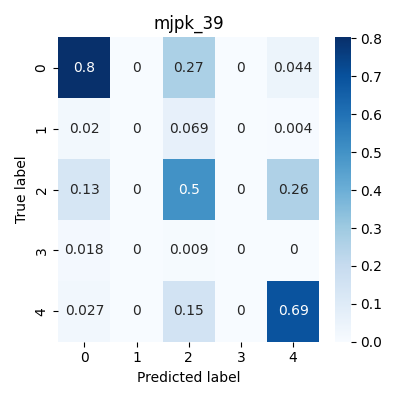 mjpk_39
0 0.8 0 0.27 0 0.044 0.8
1 0.02 0 0.069 0 0.004 0.7
2 0.13 0 0.5 0 0.26 0.6
3 0.018 0 0.009 0 0 0.5
4 0.027 0 0.15 0 0.69 0.4
0.3
0.2
0.1
0.0
0 1 2 3 4
True label
Predicted label